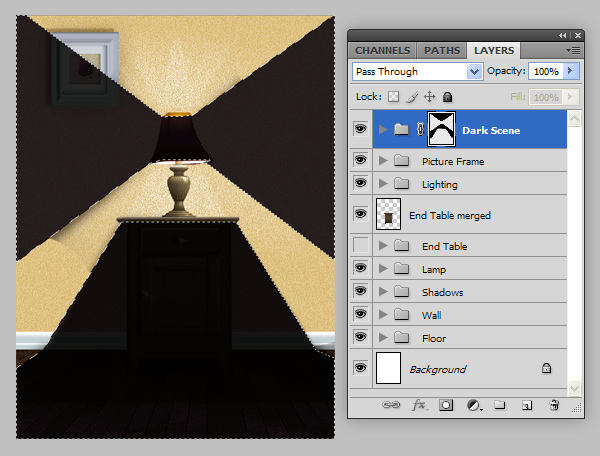 CHANNELS PATHS LAYERS
Pass Through Opacity: 100%
Lock: Fill: 100%
Dark Scene
Picture Frame
Lighting
End Table merged
End Table
Lamp
Shadows
Wall
Floor
Background
fx